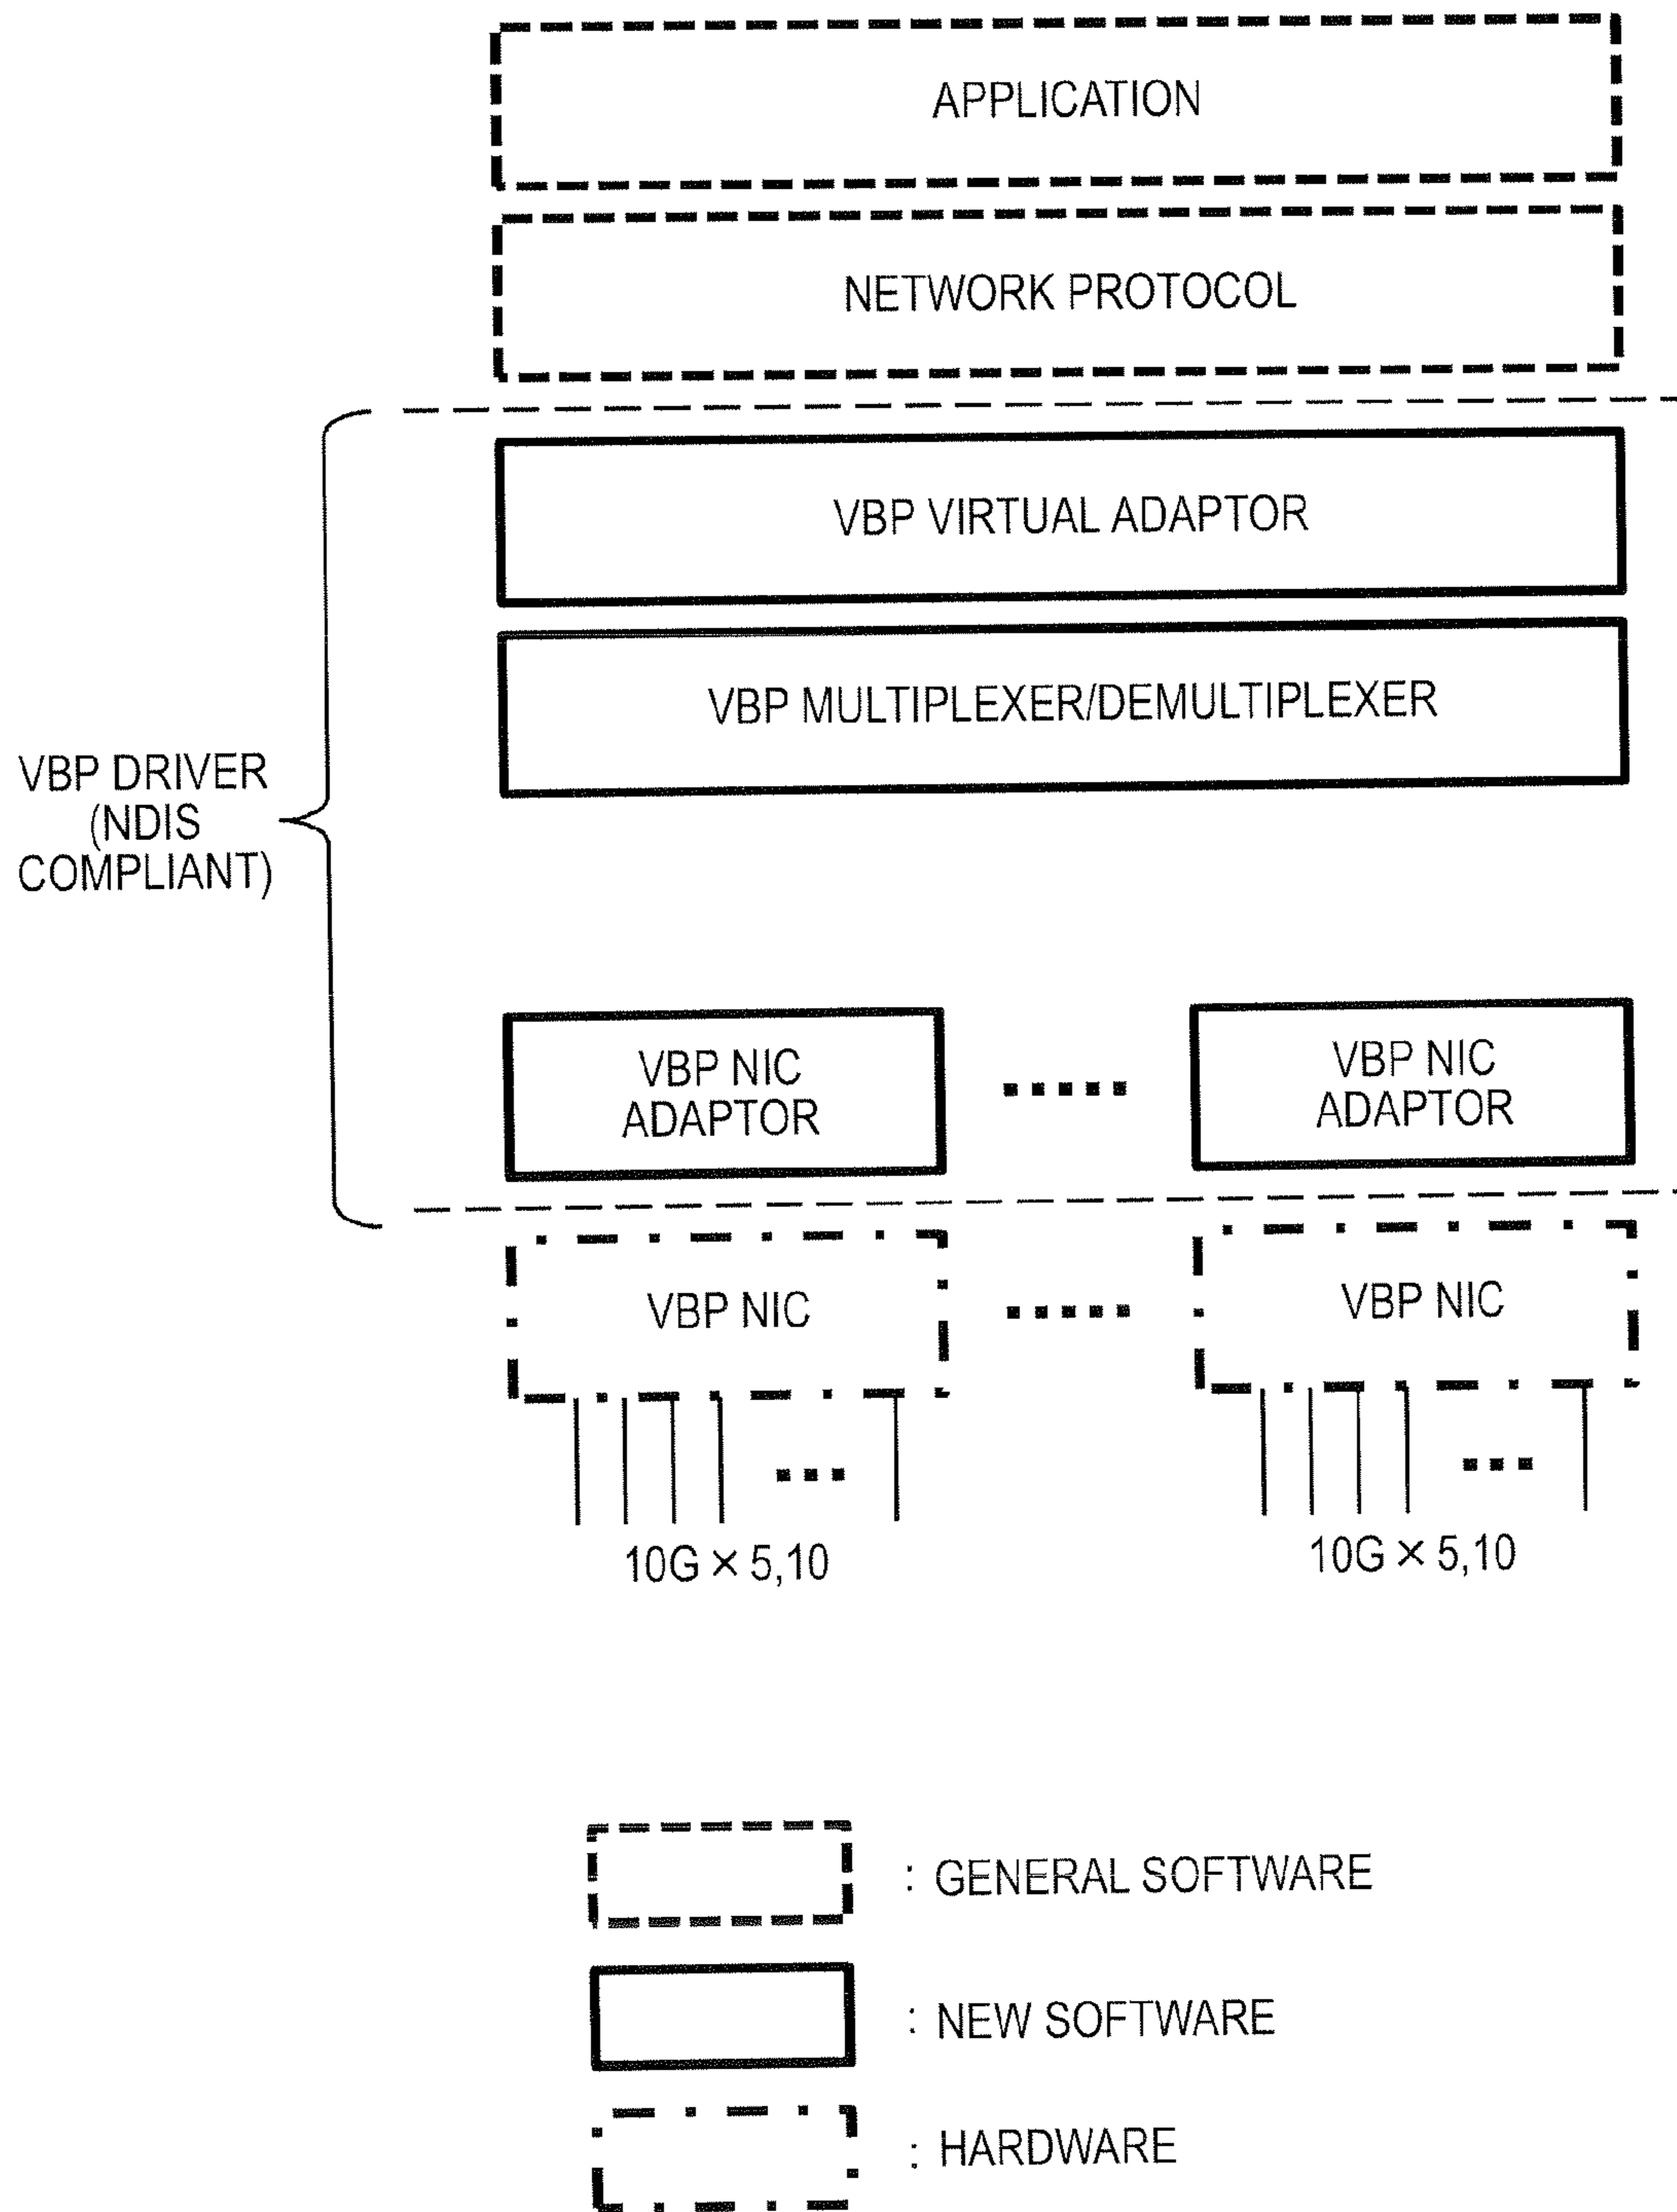 APPLICATION
NETWORK PROTOCOL
VBP VIRTUAL ADAPTOR
VBP MULTIPLEXER/DEMULTIPLEXER
VBP DRIVER
(NDIS
COMPLIANT)
VBP NIC
ADAPTOR
VBP NIC
ADAPTOR
VBP NIC
VBP NIC
10G × 5,10
10G × 5,10
: GENERAL SOFTWARE
: NEW SOFTWARE
: HARDWARE